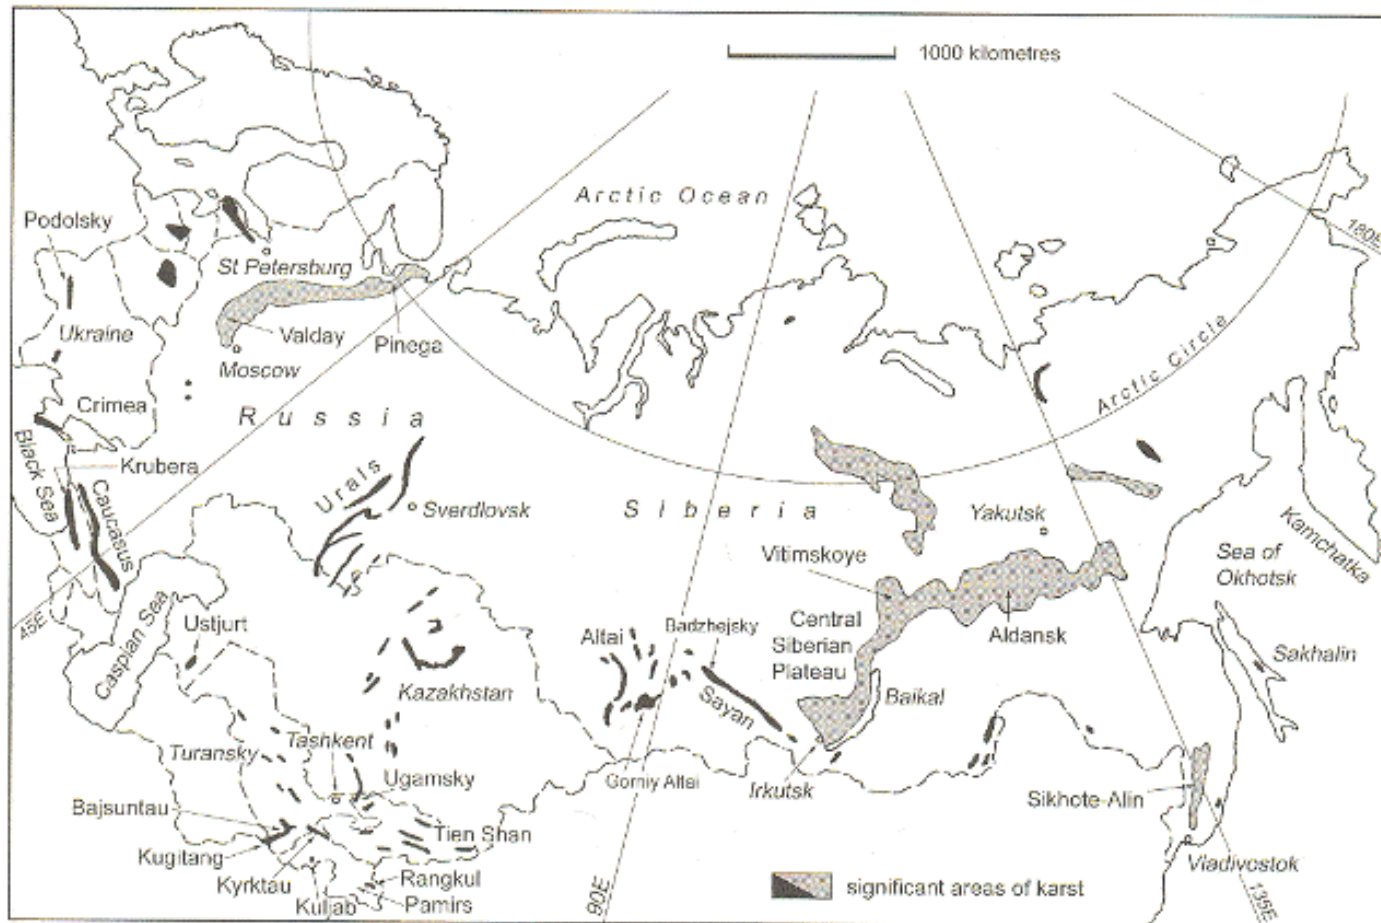 1000 kilometres
Arctic Ocean
Podolsky
St Petersburg
180E
Ukraine
Valday
Pinega
Moscow
Arctic Circle
Crimea
Russia
Black Sea
Krubera
Urals
Caucasus
Sverdlovsk
Siberia
Yakutsk
Kamchatka
Vitimskoye
Sea of
Okhotsk
45E
Caspian Sea
Ustjurt
Altai
Badzhejsky
Central
Siberian
Plateau
Aldansk
Sakhalin
Kazakhstan
Sayan
Baikal
Turansky
Tashkent
Ugamsky
Gorniy Altai
Irkutsk
Sikhote-Alin
Bajsuntau
Tien Shan
Kugitang
Kyrktau
Rangkul
Pamirs
Kuljab
Vladivostok
90E
significant areas of karst
135E